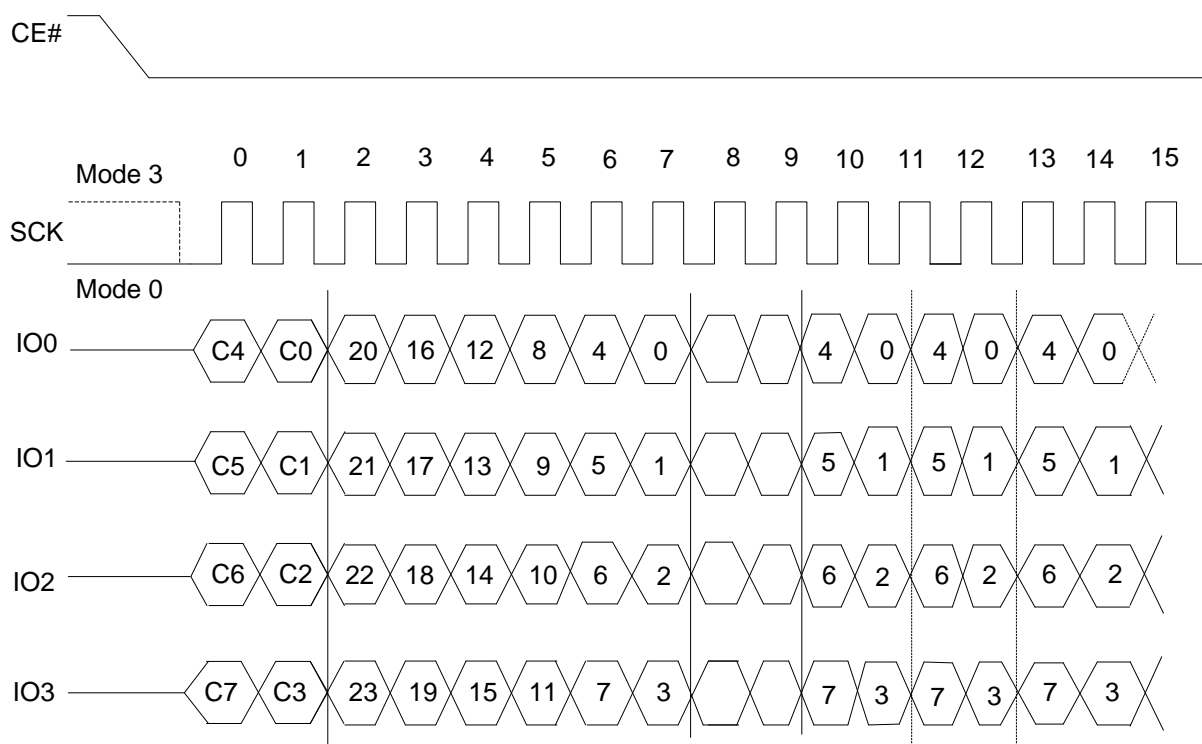 CE#
0 1 2 3 4 5 6 7 8 9 10 11 12 13 14 15
Mode 3
SCK
Mode 0
IO0 C4 C0 20 16 12 8 4 0 4 0 4 0 4 0
IO1 C5 C1 21 17 13 9 5 1 5 1 5 1 5 1
IO2 C6 C2 22 18 14 10 6 2 6 2 6 2 6 2
IO3 C7 C3 23 19 15 11 7 3 7 3 7 3 7 3